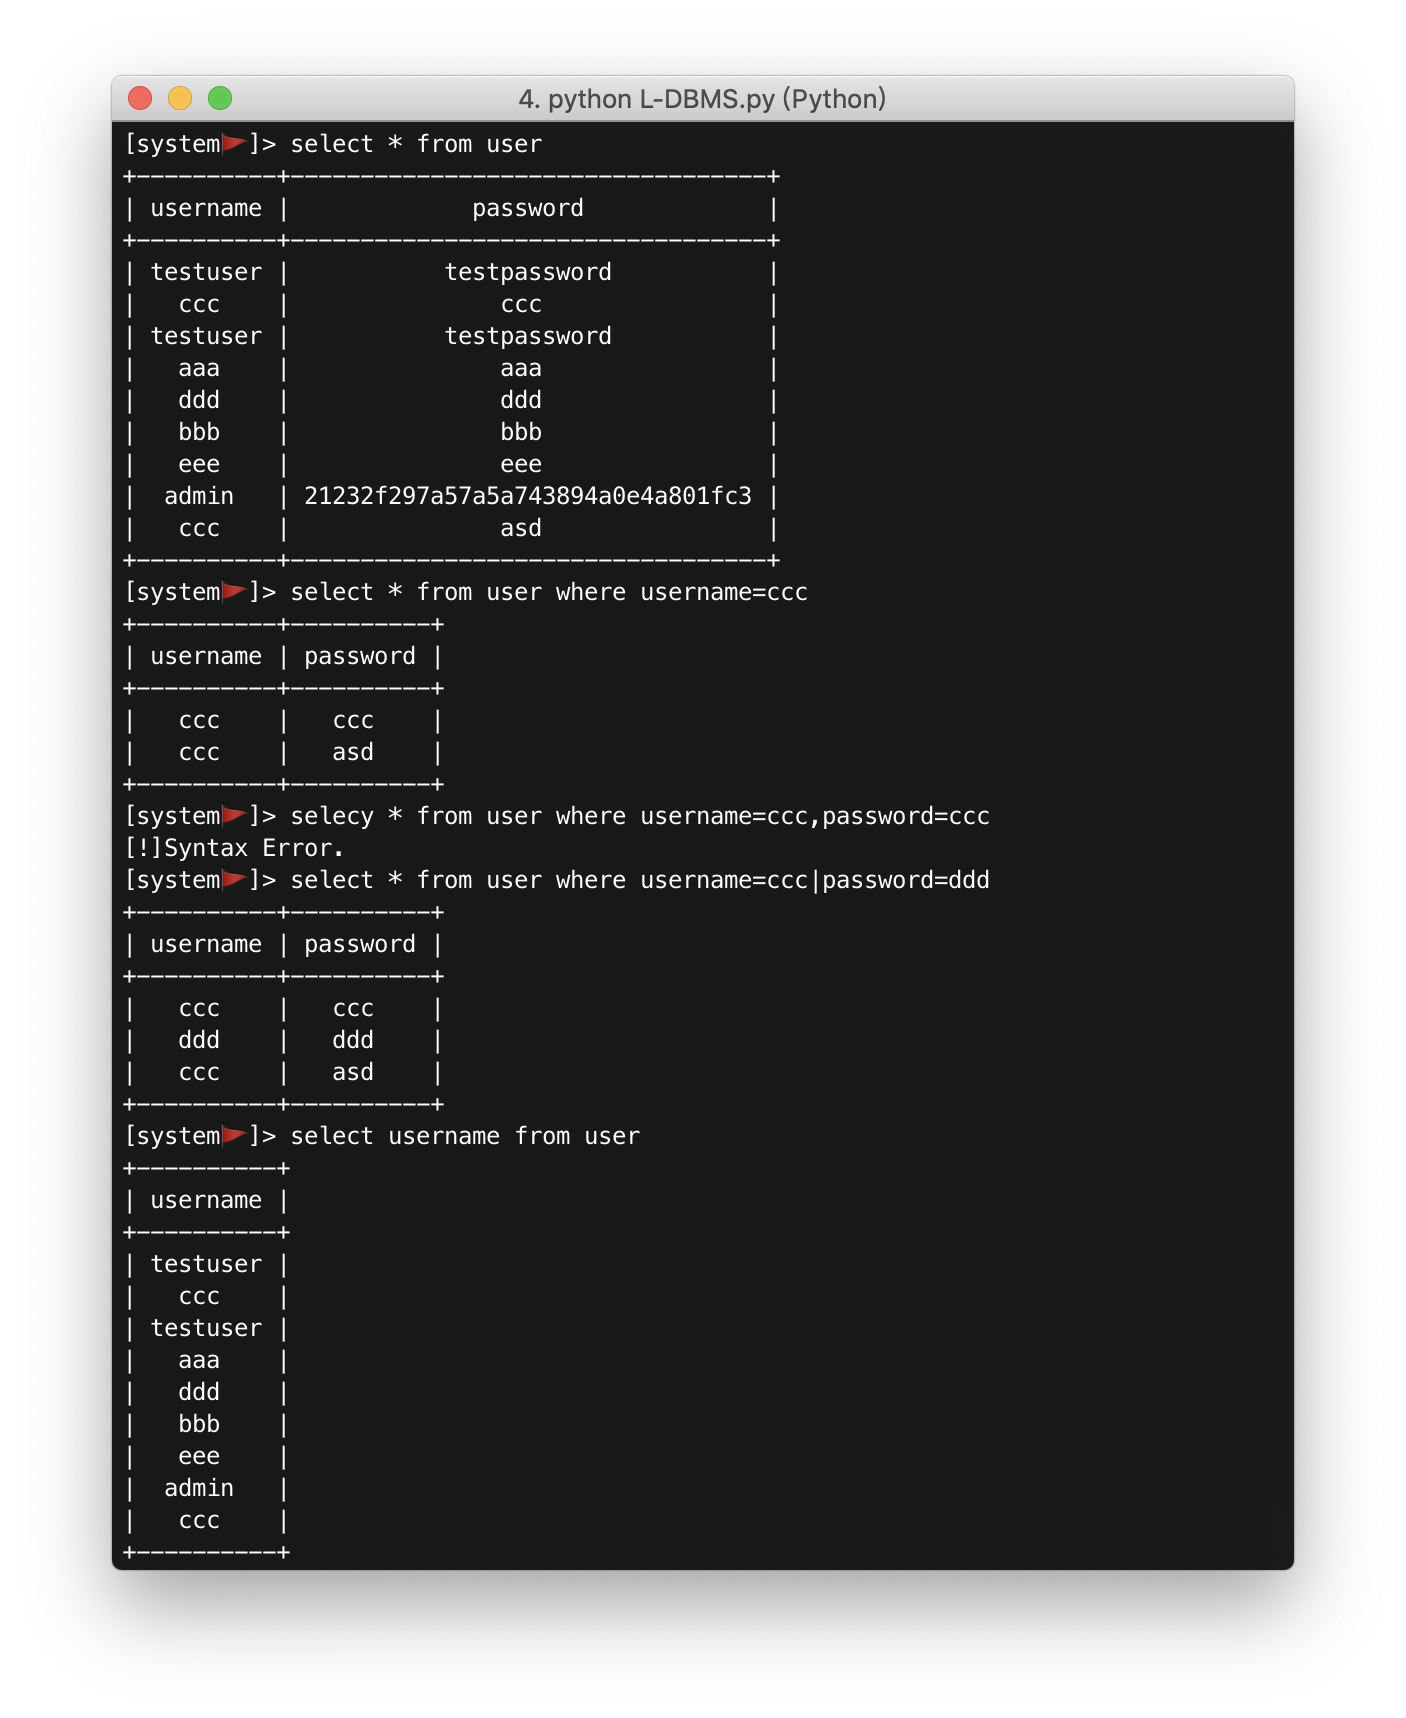 4. python L-DBMS.py (Python)
[system🚩]> select * from user
+----------+----------------------------------+
| username |             password             |
+----------+----------------------------------+
| testuser |           testpassword           |
|   ccc    |               ccc                |
| testuser |           testpassword           |
|   aaa    |               aaa                |
|   ddd    |               ddd                |
|   bbb    |               bbb                |
|   eee    |               eee                |
|  admin   | 21232f297a57a5a743894a0e4a801fc3 |
|   ccc    |               asd                |
+----------+----------------------------------+
[system🚩]> select * from user where username=ccc
+----------+----------+
| username | password |
+----------+----------+
|   ccc    |   ccc    |
|   ccc    |   asd    |
+----------+----------+
[system🚩]> selecy * from user where username=ccc,password=ccc
[!]Syntax Error.
[system🚩]> select * from user where username=ccc|password=ddd
+----------+----------+
| username | password |
+----------+----------+
|   ccc    |   ccc    |
|   ddd    |   ddd    |
|   ccc    |   asd    |
+----------+----------+
[system🚩]> select username from user
+----------+
| username |
+----------+
| testuser |
|   ccc    |
| testuser |
|   aaa    |
|   ddd    |
|   bbb    |
|   eee    |
|  admin   |
|   ccc    |
+----------+